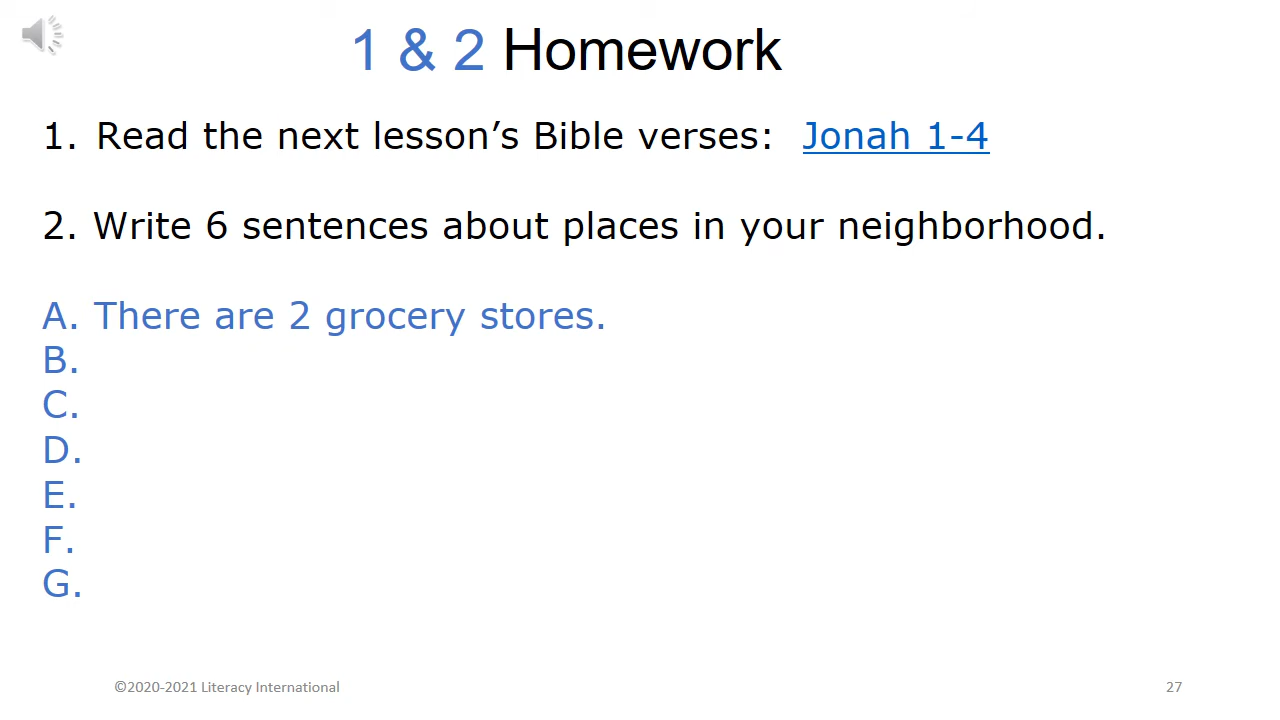 1 & 2 Homework
1. Read the next lesson’s Bible verses: Jonah 1-4
2. Write 6 sentences about places in your neighborhood.
A. There are 2 grocery stores.
B.
C.
D.
E.
F.
G.
©2020-2021 Literacy International
27